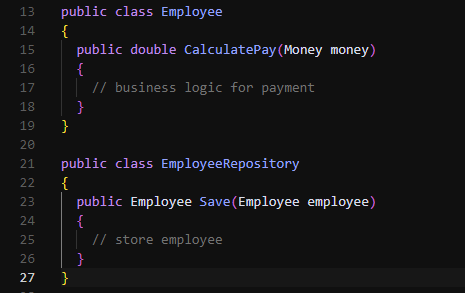 13 public class Employee
14 {
15 public double CalculatePay(Money money)
16 {
17 // business logic for payment
18 }
19 }
20
21 public class EmployeeRepository
22 {
23 public Employee Save(Employee employee)
24 {
25 // store employee
26 }
27 }